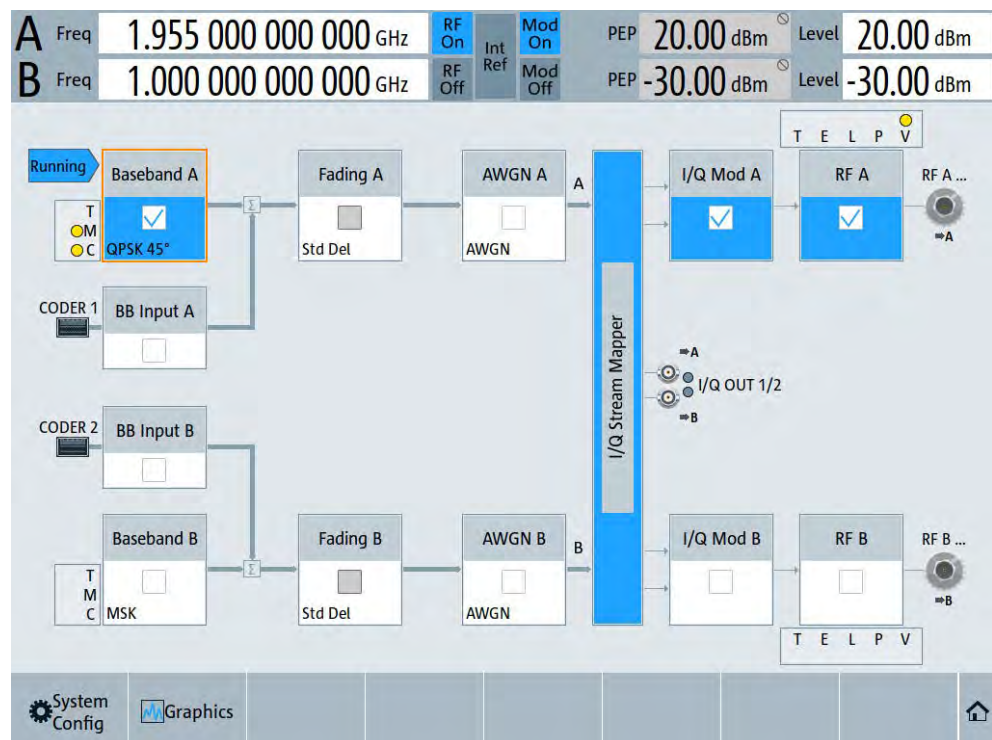 A Freq 1.955 000 000 000 GHz RF On Int Ref Mod On PEP 20.00 dBm Level 20.00 dBm
B Freq 1.000 000 000 000 GHz RF Off Mod Off PEP -30.00 dBm Level -30.00 dBm
T E L P V
Running
Baseband A
Fading A
AWGN A
A
I/Q Mod A
RF A
RF A ...
T
M
C
QPSK 45°
Σ
Std Del
AWGN
➡A
CODER 1
BB Input A
I/Q Stream Mapper
➡A
I/Q OUT 1/2
➡B
CODER 2
BB Input B
Baseband B
Fading B
AWGN B
B
I/Q Mod B
RF B
RF B ...
T
M
C
MSK
Σ
Std Del
AWGN
➡B
T E L P V
System Config
Graphics